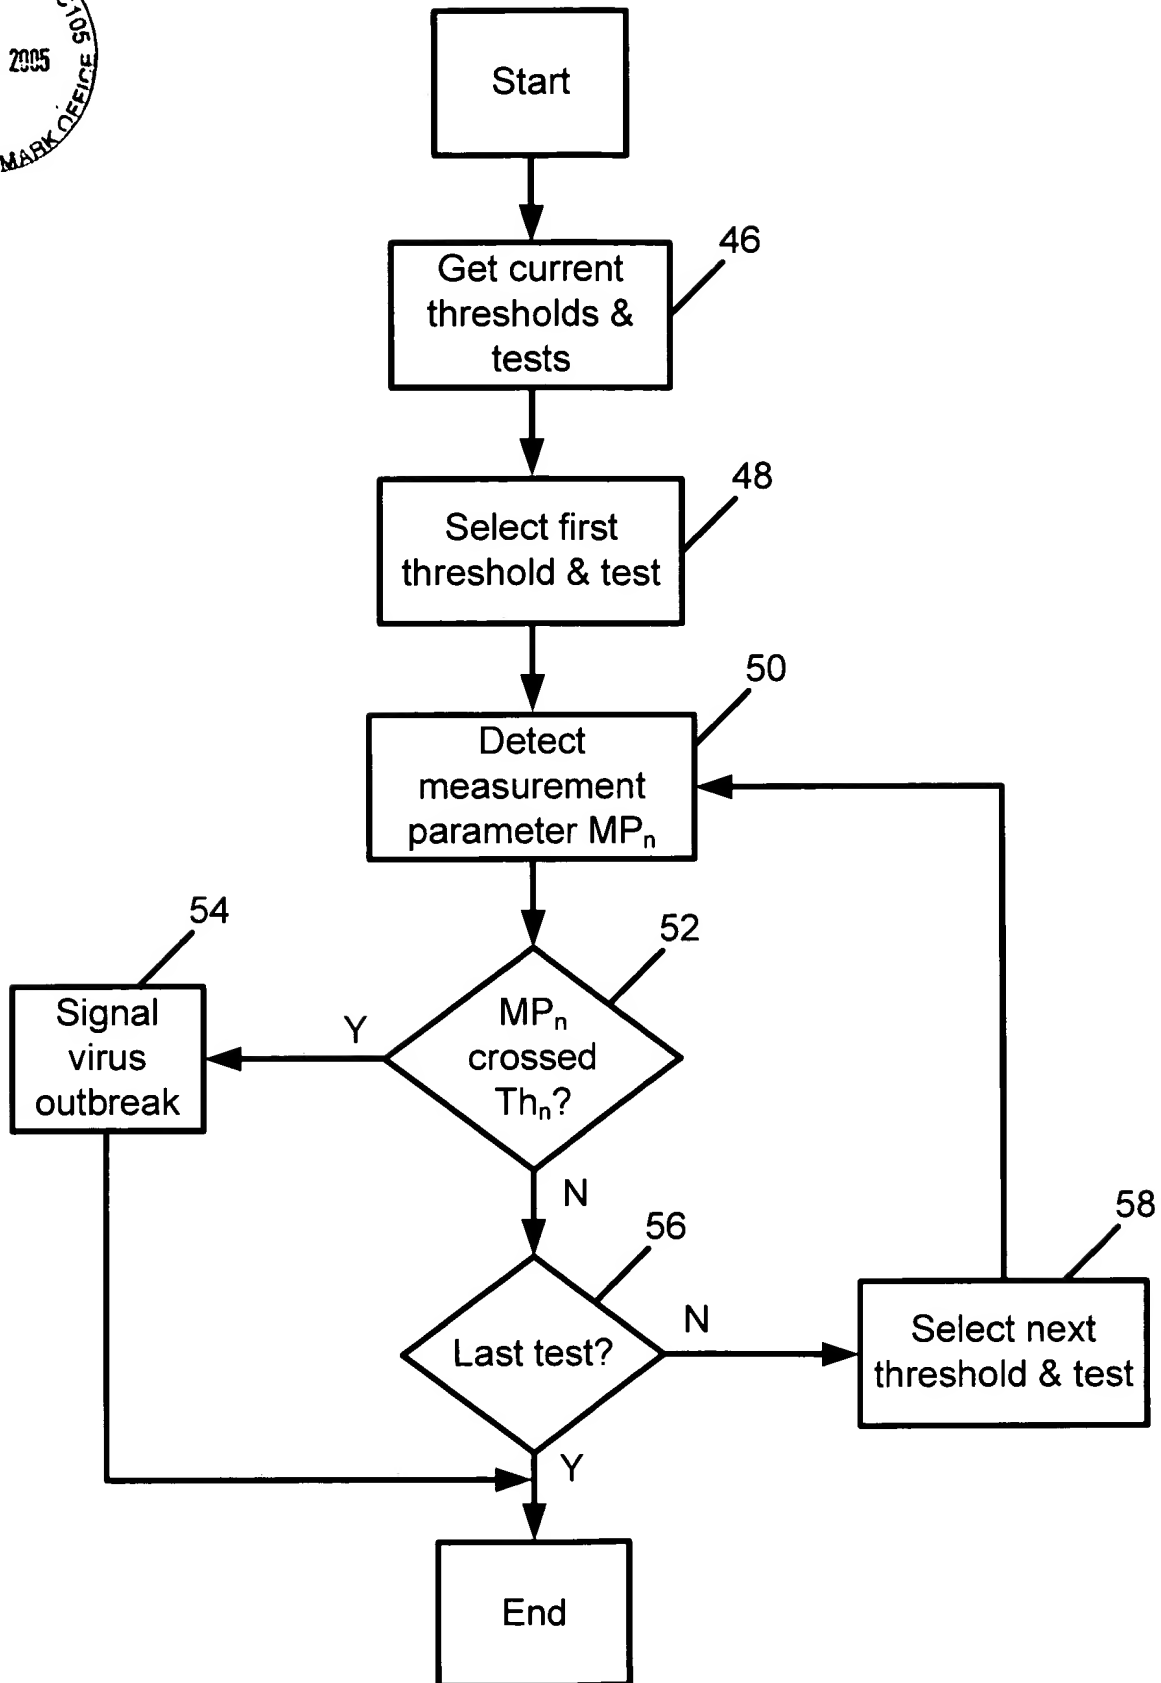 C105
2005
MARK OFFICE
Start
46
Get current
thresholds &
tests
48
Select first
threshold & test
50
Detect
measurement
parameter MPn
52
MPn
crossed
Thn?
Y
54
Signal
virus
outbreak
N
56
Last test?
N
58
Select next
threshold & test
Y
End